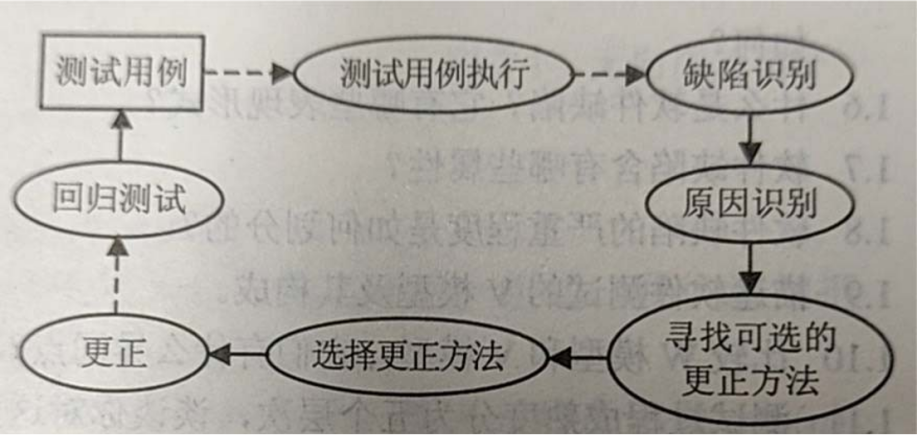 测试用例
测试用例执行
缺陷识别
回归测试
原因识别
更正
选择更正方法
寻找可选的
更正方法